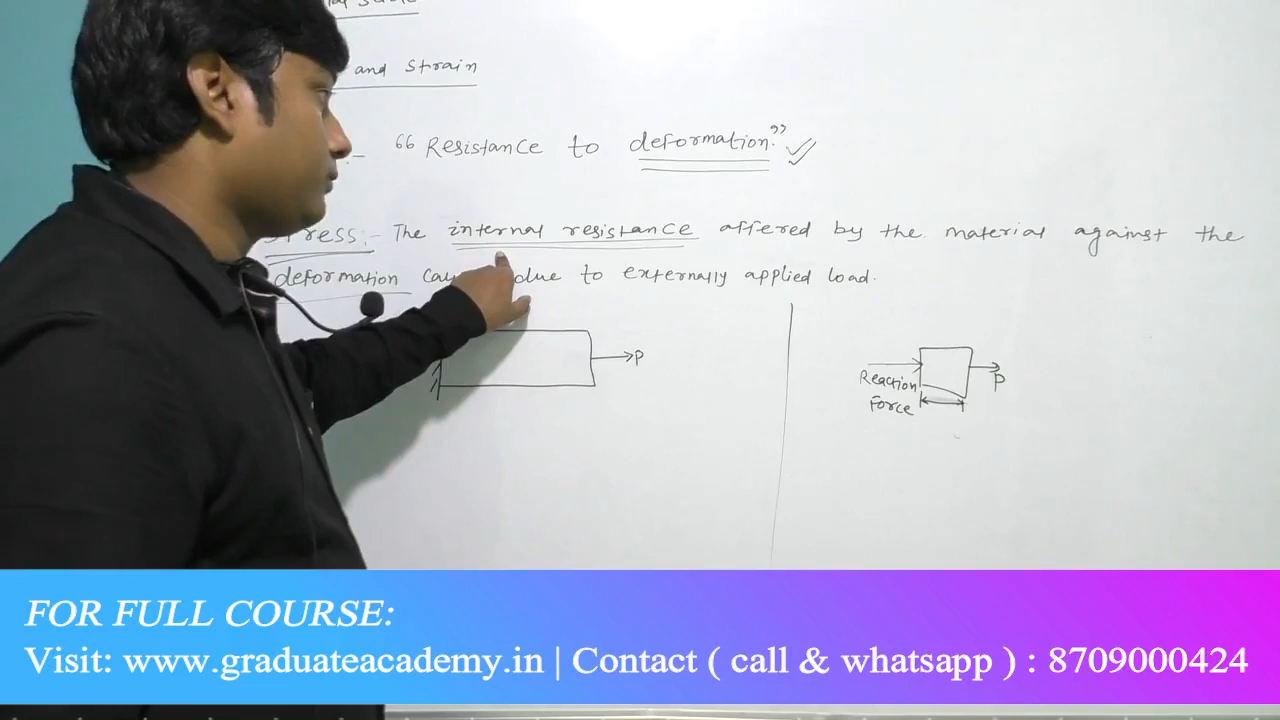 and Strain
:- "Resistance to deformation."
Stress:- The internal resistance offered by the material against the
deformation due to externally applied load.
P
Reaction
Force
P
FOR FULL COURSE:
Visit: www.graduateacademy.in | Contact ( call & whatsapp ) : 8709000424